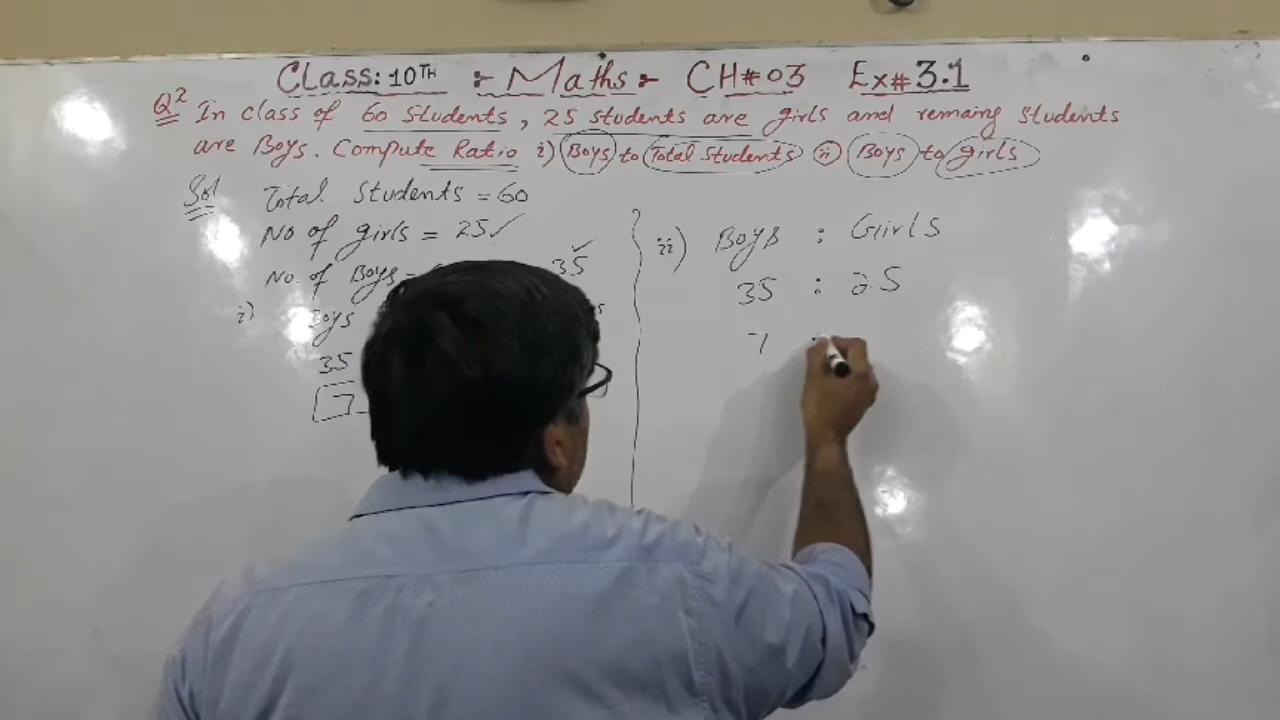 Class: 10TH :- Maths :- CH#03 Ex# 3.1
Q2 In class of 60 Students, 25 students are girls and remaing students
are Boys. Compute Ratio i) Boys to Total Students ii) Boys to girls
Sol Total Students = 60
No of girls = 25 ✓
No. of Boys = 35 ✓
i) Boys
35
7
ii) Boys : Giirls
35 : 25
7 :